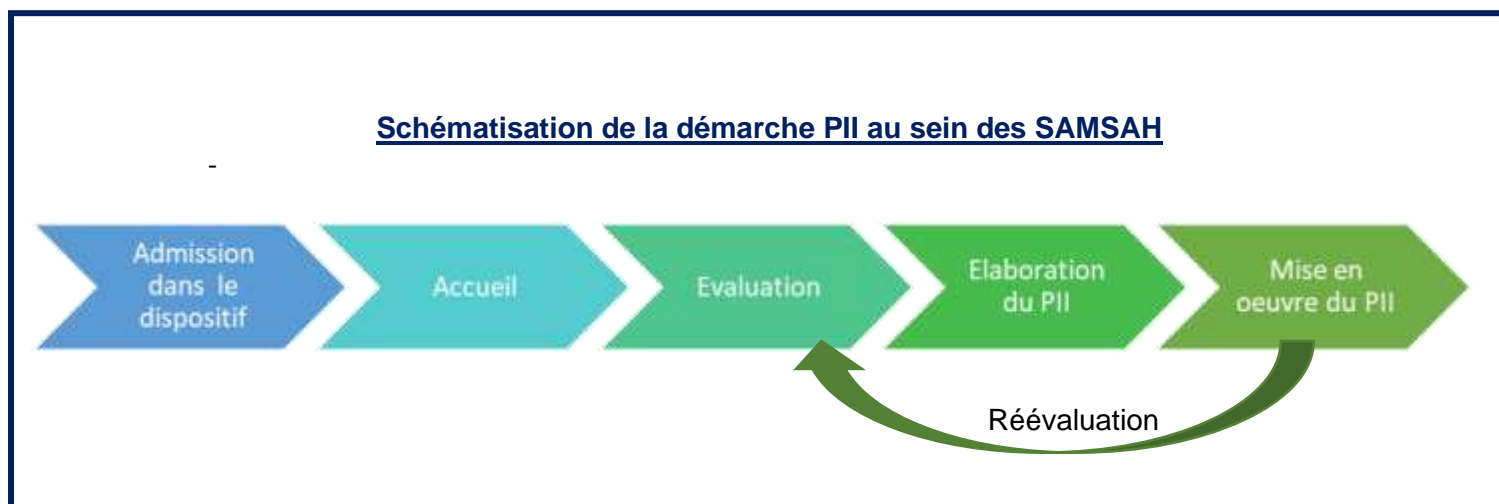 Schématisation de la démarche PII au sein des SAMSAH
-
Admission
dans le
dispositif
Accueil
Evaluation
Elaboration
du PII
Mise en
oeuvre du PII
Réévaluation